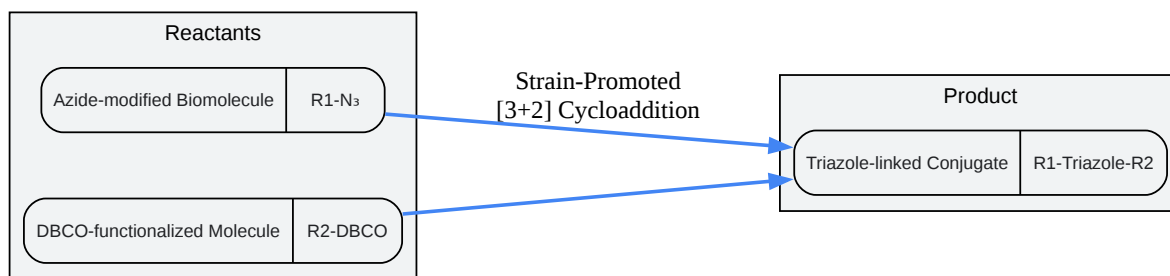 Reactants
Azide-modified Biomolecule
R1-N₃
DBCO-functionalized Molecule
R2-DBCO
Strain-Promoted
[3+2] Cycloaddition
Product
Triazole-linked Conjugate
R1-Triazole-R2